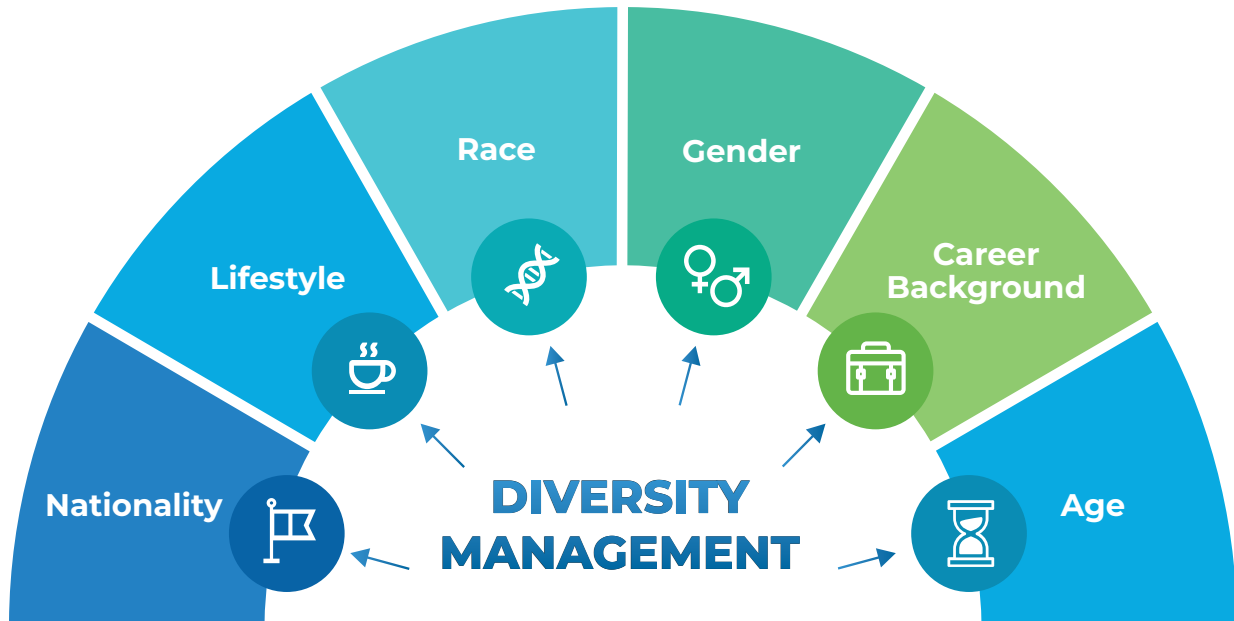 Race
Gender
Career
Background
Lifestyle
Nationality
Age
DIVERSITY
MANAGEMENT